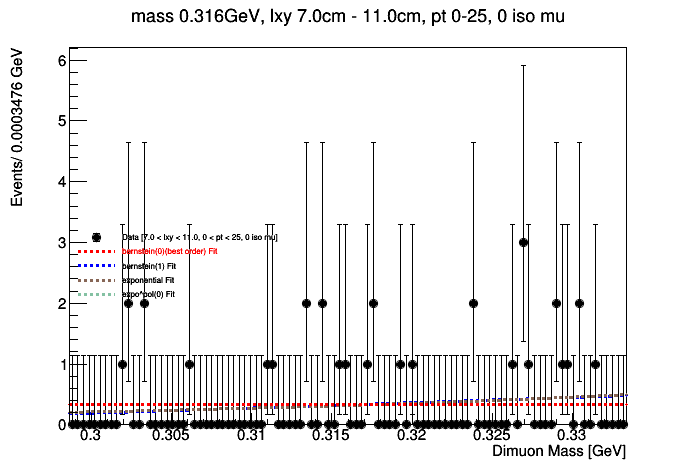 mass 0.316GeV, lxy 7.0cm - 11.0cm, pt 0-25, 0 iso mu
Events/ 0.0003476 GeV
6
5
4
3
2
1
0
Data [7.0 < lxy < 11.0, 0 < pt < 25, 0 iso mu]
bernstein(0)(best order) Fit
bernstein(1) Fit
exponential Fit
expo*pol(0) Fit
0.3 0.305 0.31 0.315 0.32 0.325 0.33
Dimuon Mass [GeV]